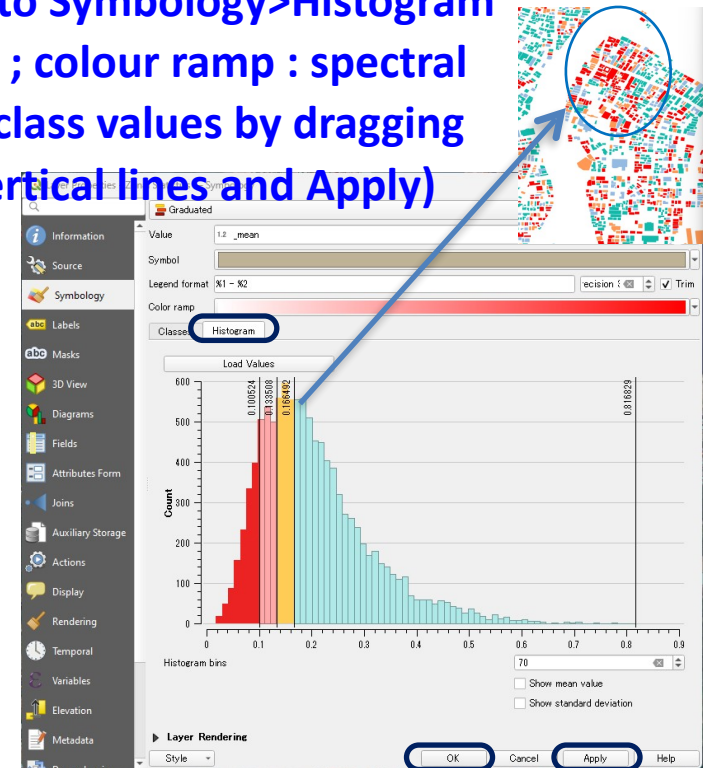 to Symbology>Histogram
; colour ramp : spectral
class values by dragging
vertical lines and Apply)
Graduated
Information
Value 1.2 _mean
Source
Symbol
Symbology
Legend format %1 - %2 Trim
Color ramp
abc Labels
Classes Histogram
abc Masks
Load Values
3D View
Diagrams
Fields
Attributes Form
Joins
Auxiliary Storage
Actions
Display
Rendering
Temporal
Variables
Elevation
Metadata
600
500
400
300
200
100
0
Count
0.100524
0.133508
0.166492
0.816829
0 0.1 0.2 0.3 0.4 0.5 0.6 0.7 0.8 0.9
Histogram bins 70
Show mean value
Show standard deviation
Layer Rendering
Style OK Cancel Apply Help